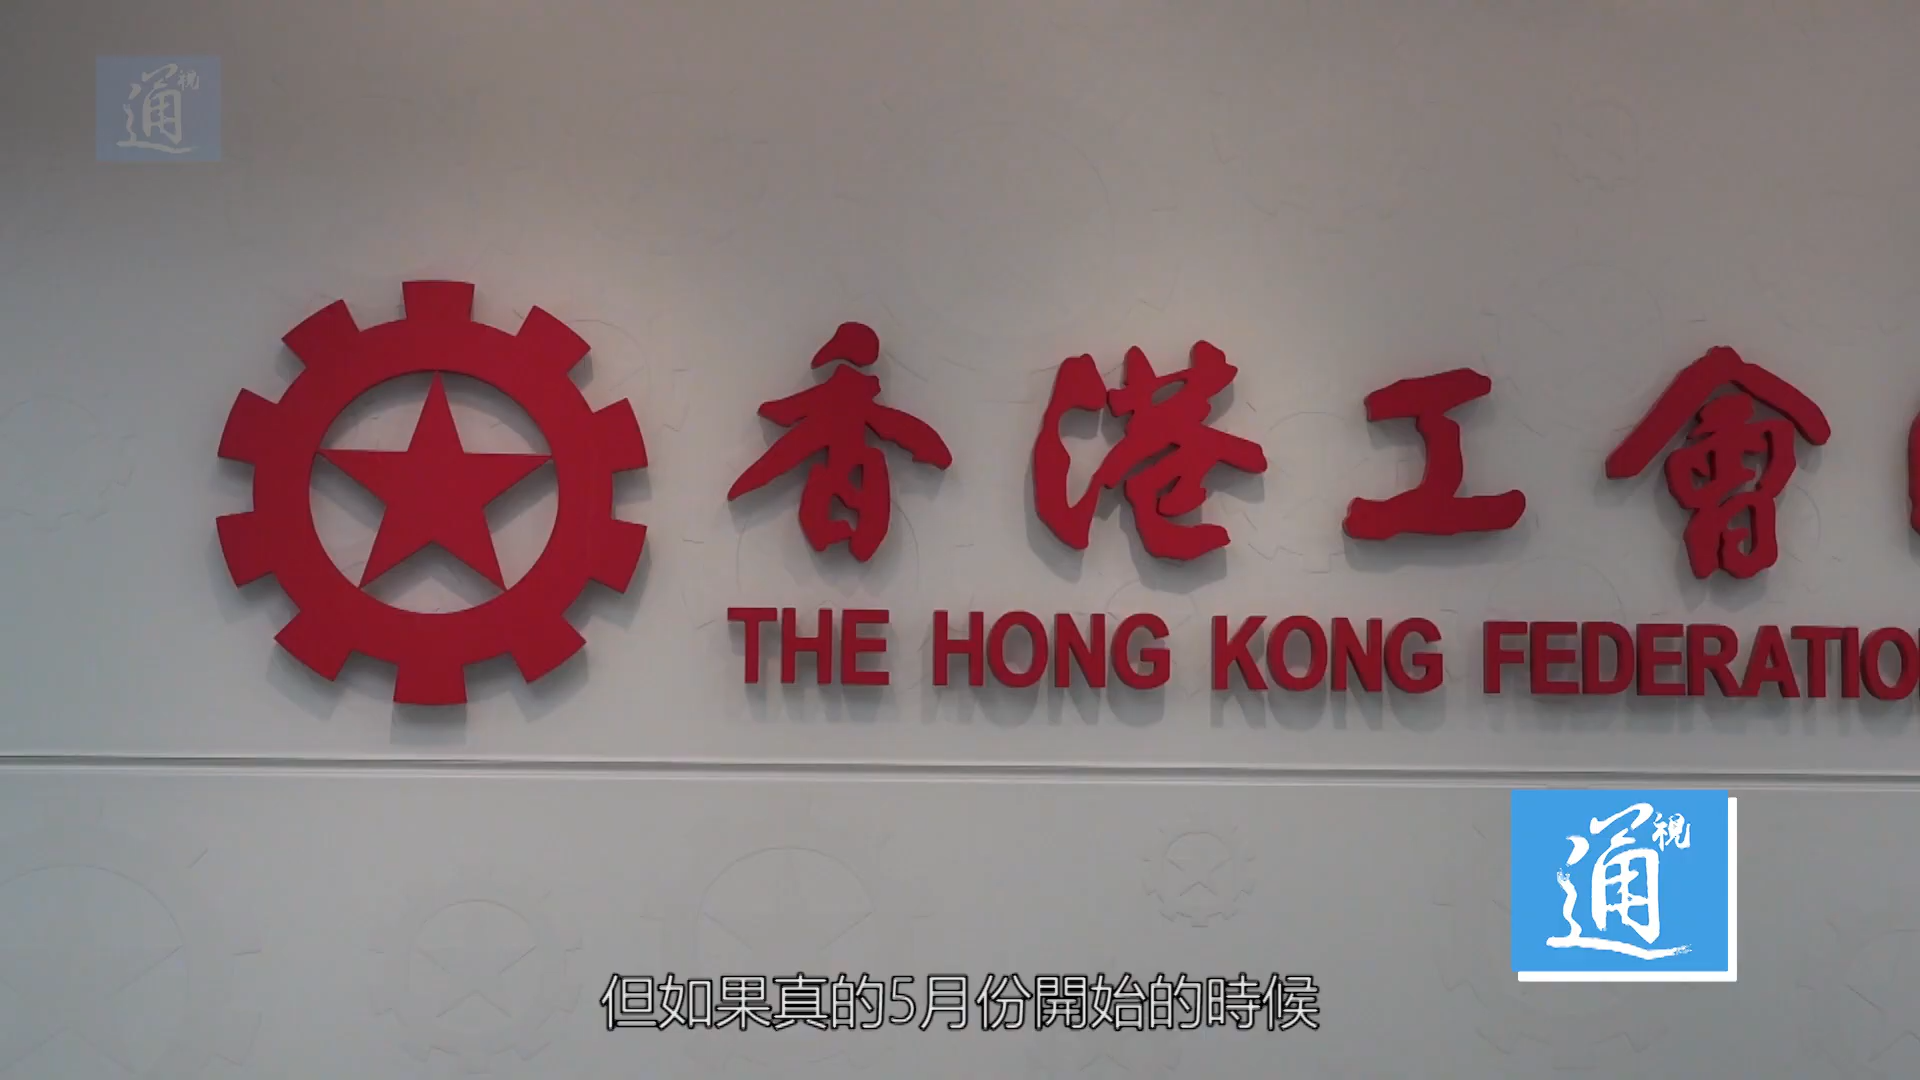 通視
香港工會
THE HONG KONG FEDERATIO
通視
但如果真的5月份開始的時候